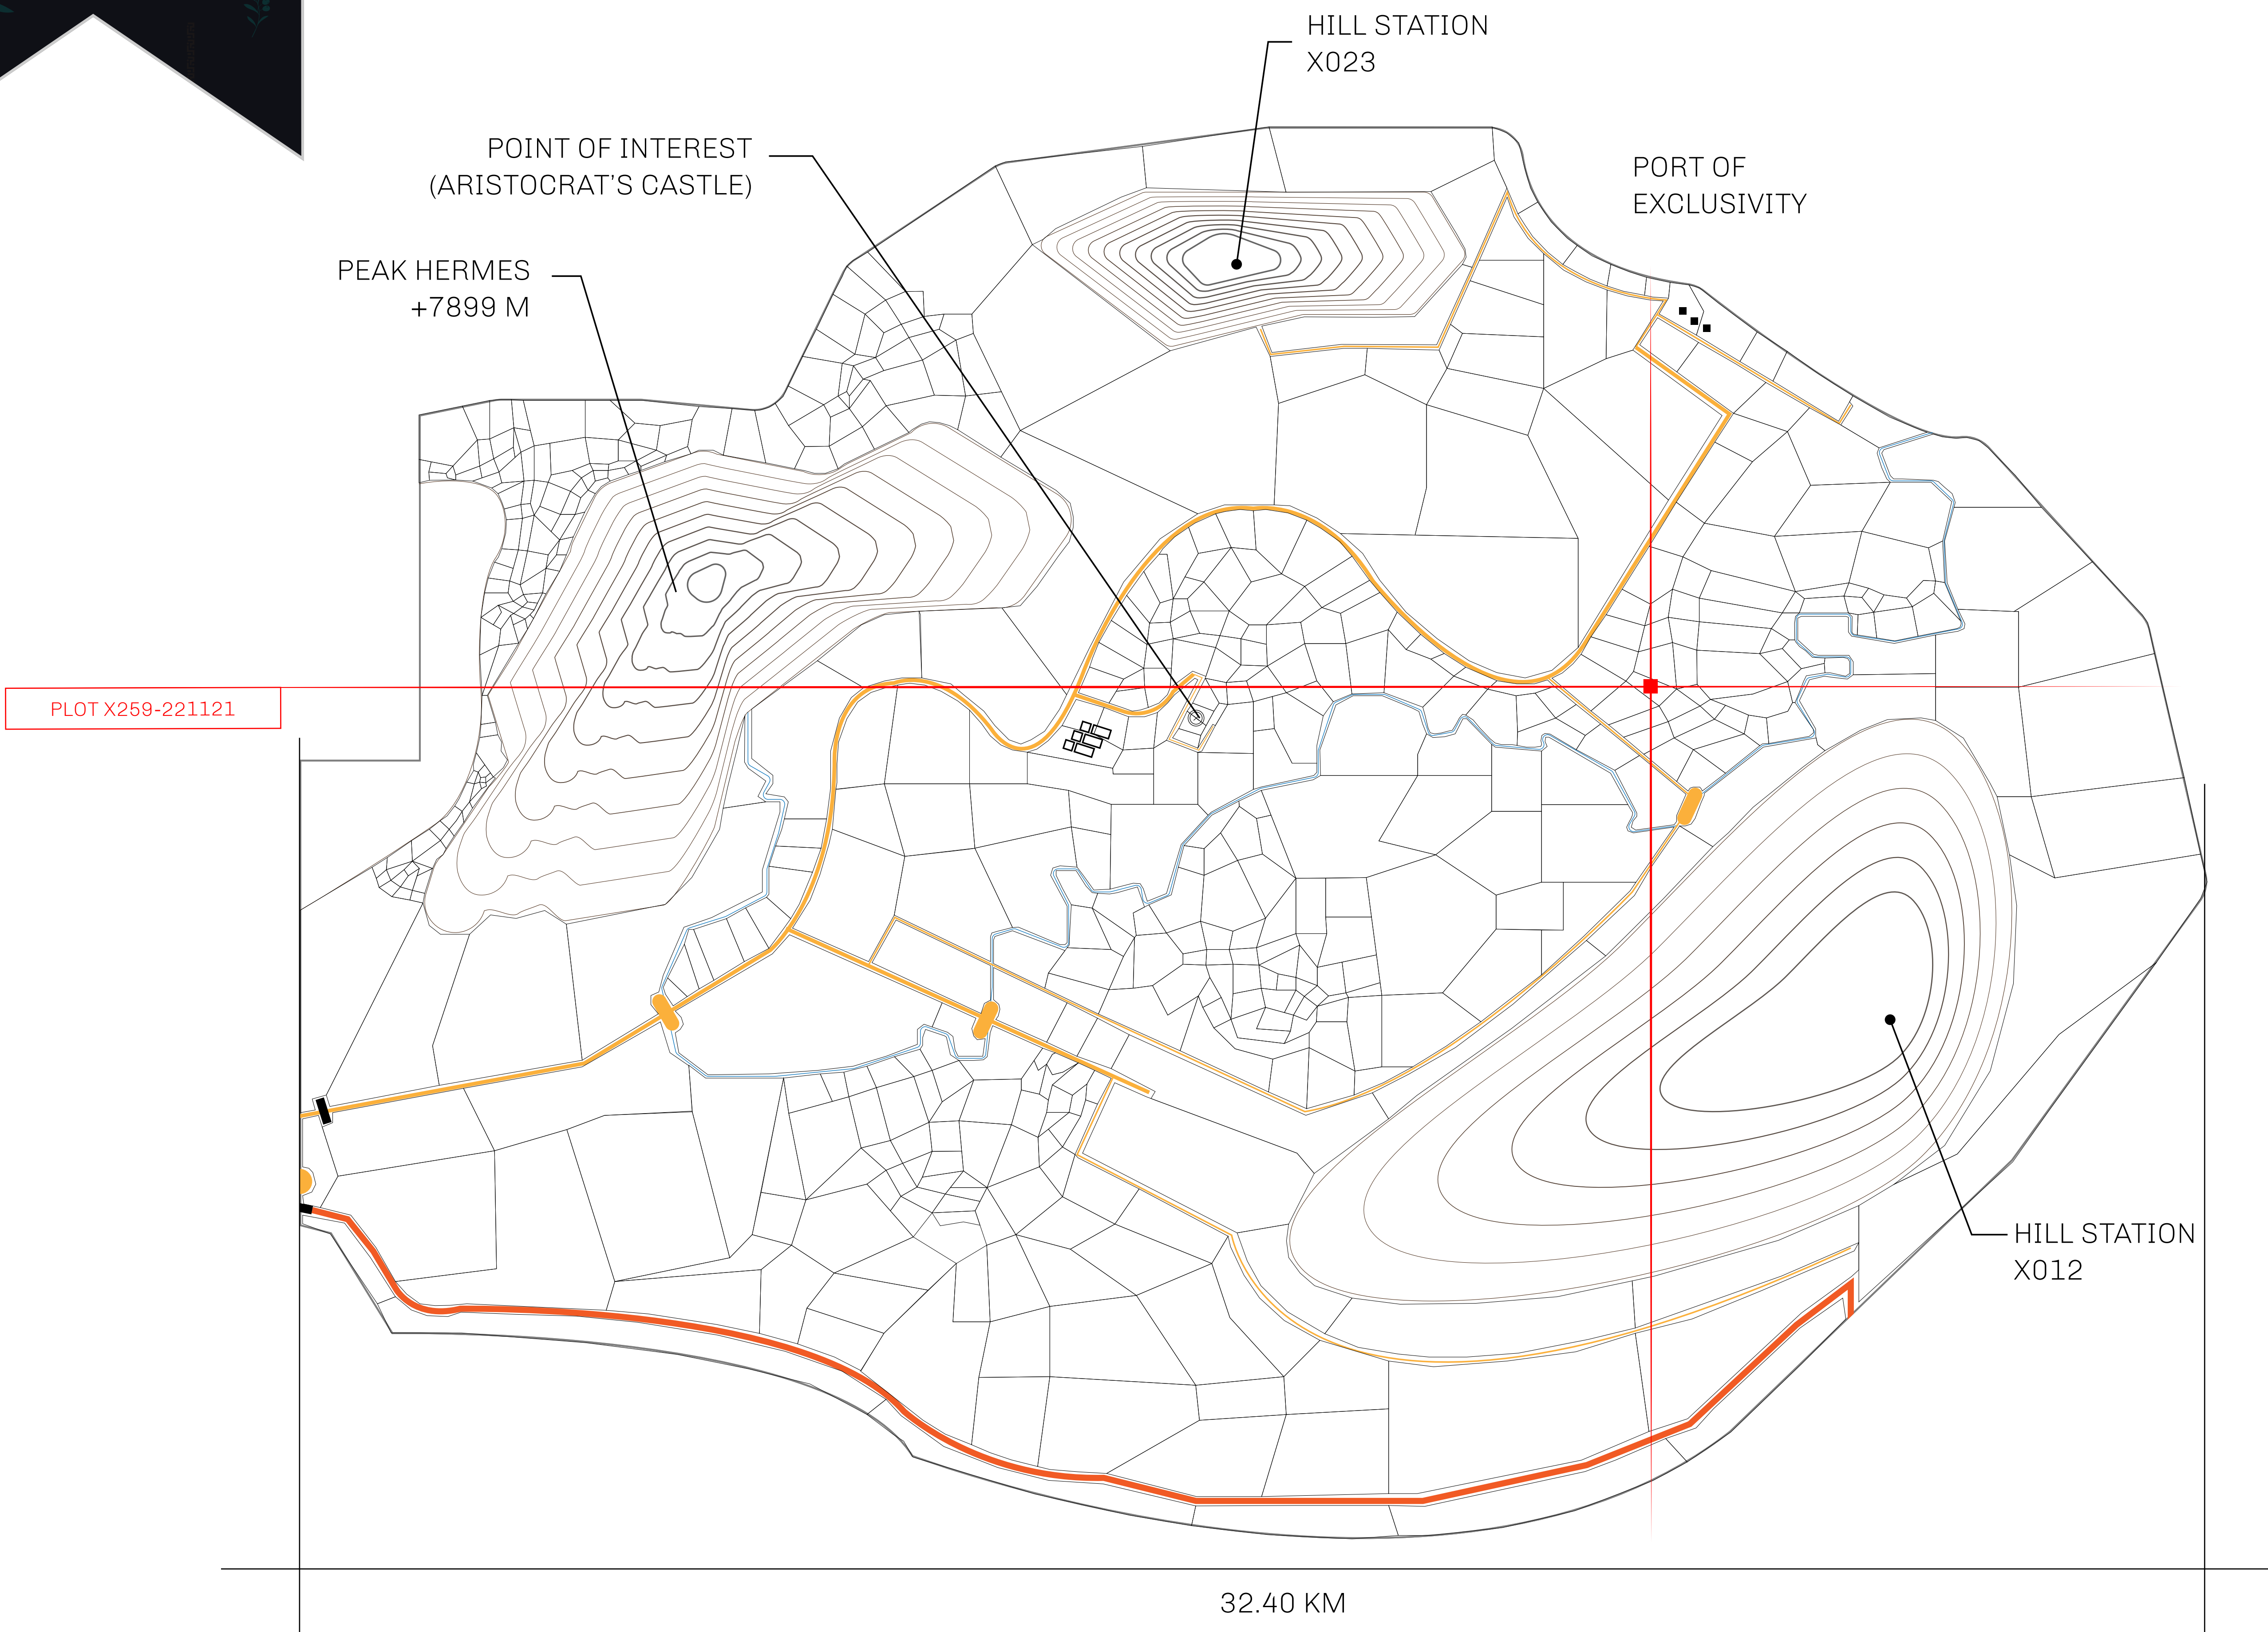 HILL STATION
X023
POINT OF INTEREST
(ARISTOCRAT'S CASTLE)
PORT OF
EXCLUSIVITY
PEAK HERMES
+7899 M
PLOT X259-221121
HILL STATION
X012
32.40 KM